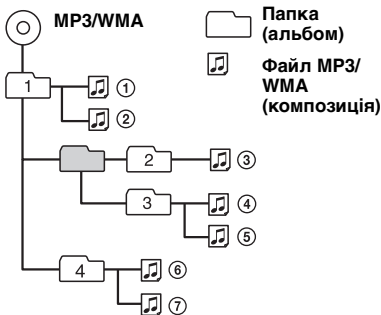 MP3/WMA
Папка
(альбом)
Файл MP3/
WMA
(композиція)
1
①
②
2
③
3
④
⑤
4
⑥
⑦